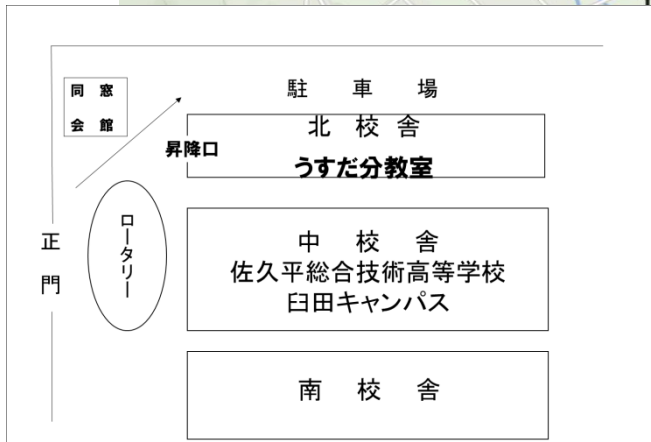 同　窓
会　館
駐　車　場
北　校　舎
昇降口
うすだ分教室
正
門
ロータリー
中　校　舎
佐久平総合技術高等学校
臼田キャンパス
南　校　舎